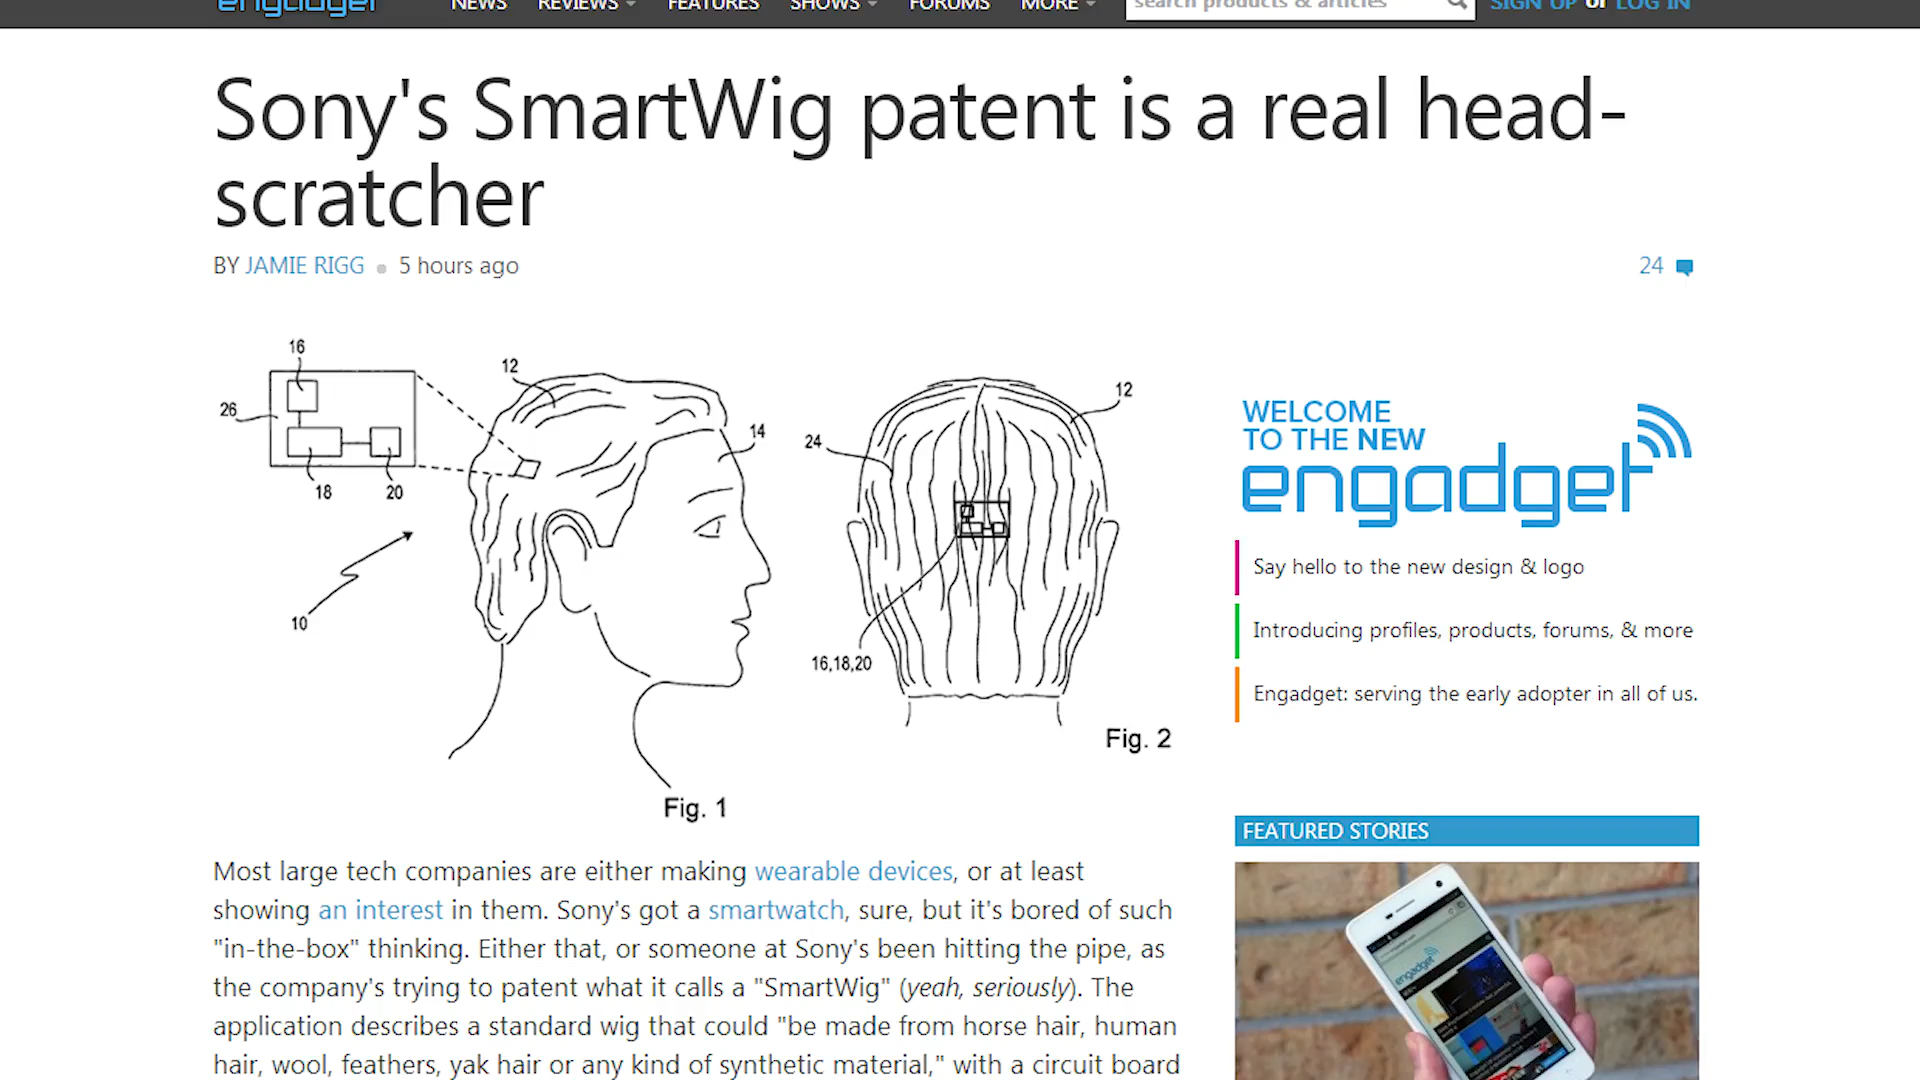 engadget NEWS REVIEWS FEATURES SHOWS FORUMS MORE search products & articles SIGN UP or LOG IN
Sony's SmartWig patent is a real head-
scratcher
BY JAMIE RIGG 5 hours ago
24
16
12
26
18
20
14
10
Fig. 1
12
24
16,18,20
Fig. 2
WELCOME
TO THE NEW
engadget
Say hello to the new design & logo
Introducing profiles, products, forums, & more
Engadget: serving the early adopter in all of us.
FEATURED STORIES
engadget
Most large tech companies are either making wearable devices, or at least
showing an interest in them. Sony's got a smartwatch, sure, but it's bored of such
"in-the-box" thinking. Either that, or someone at Sony's been hitting the pipe, as
the company's trying to patent what it calls a "SmartWig" (yeah, seriously). The
application describes a standard wig that could "be made from horse hair, human
hair, wool, feathers, yak hair or any kind of synthetic material," with a circuit board